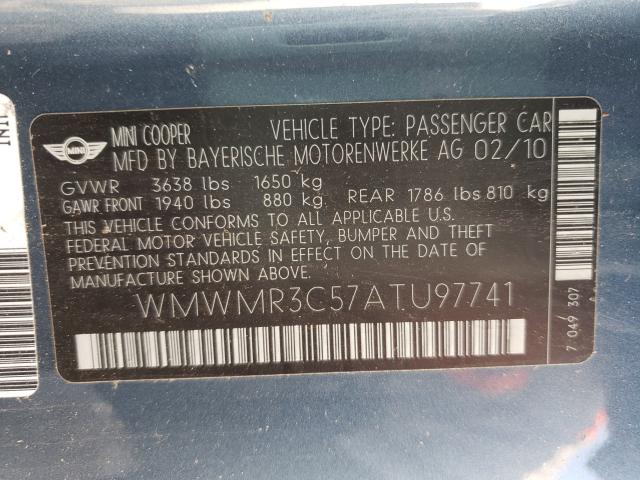 MINI
MINI COOPER VEHICLE TYPE: PASSENGER CAR
MFD BY BAYERISCHE MOTORENWERKE AG 02/10
GVWR 3638 lbs 1650 kg
GAWR FRONT 1940 lbs 880 kg REAR 1786 lbs 810 kg
THIS VEHICLE CONFORMS TO ALL APPLICABLE U.S.
FEDERAL MOTOR VEHICLE SAFETY, BUMPER AND THEFT
PREVENTION STANDARDS IN EFFECT ON THE DATE OF
MANUFACTURE SHOWN ABOVE.
WMWMR3C57ATU97741
7 049 307